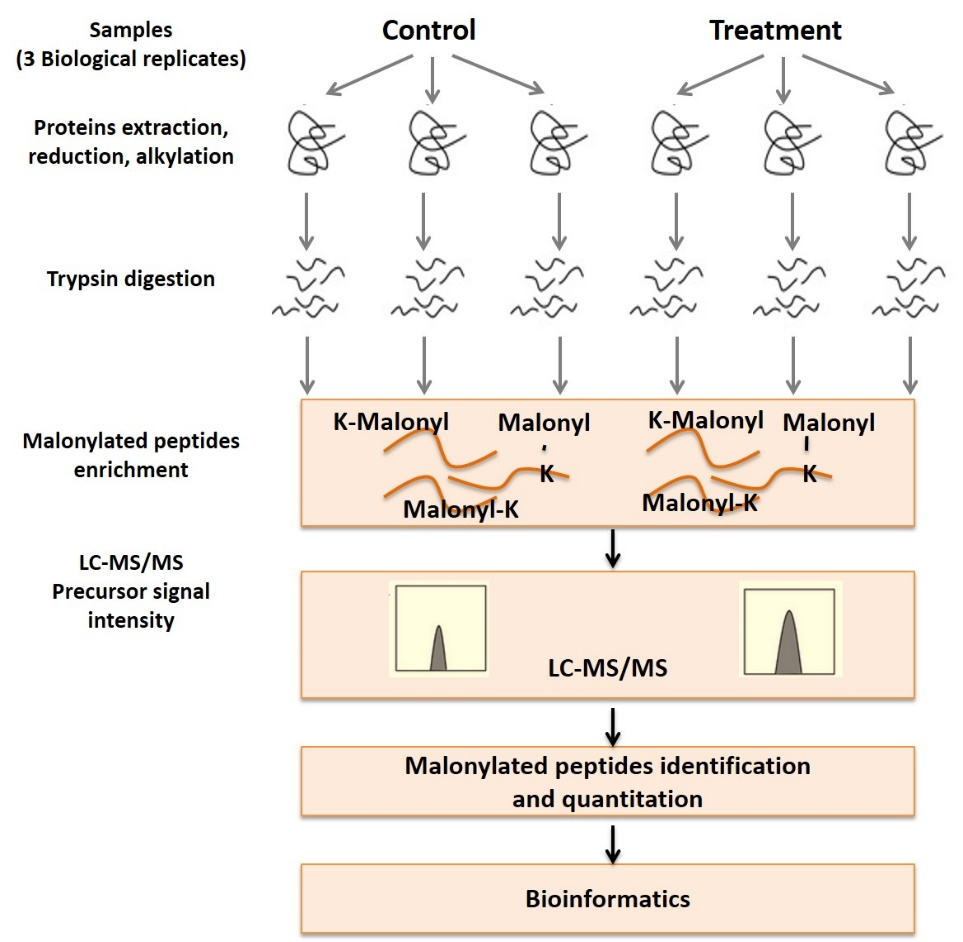 Samples
(3 Biological replicates)
Control
Treatment
Proteins extraction,
reduction, alkylation
Trypsin digestion
Malonylated peptides
enrichment
K-Malonyl
Malonyl
K
Malonyl-K
K-Malonyl
Malonyl
K
Malonyl-K
LC-MS/MS
Precursor signal
intensity
LC-MS/MS
Malonylated peptides identification
and quantitation
Bioinformatics